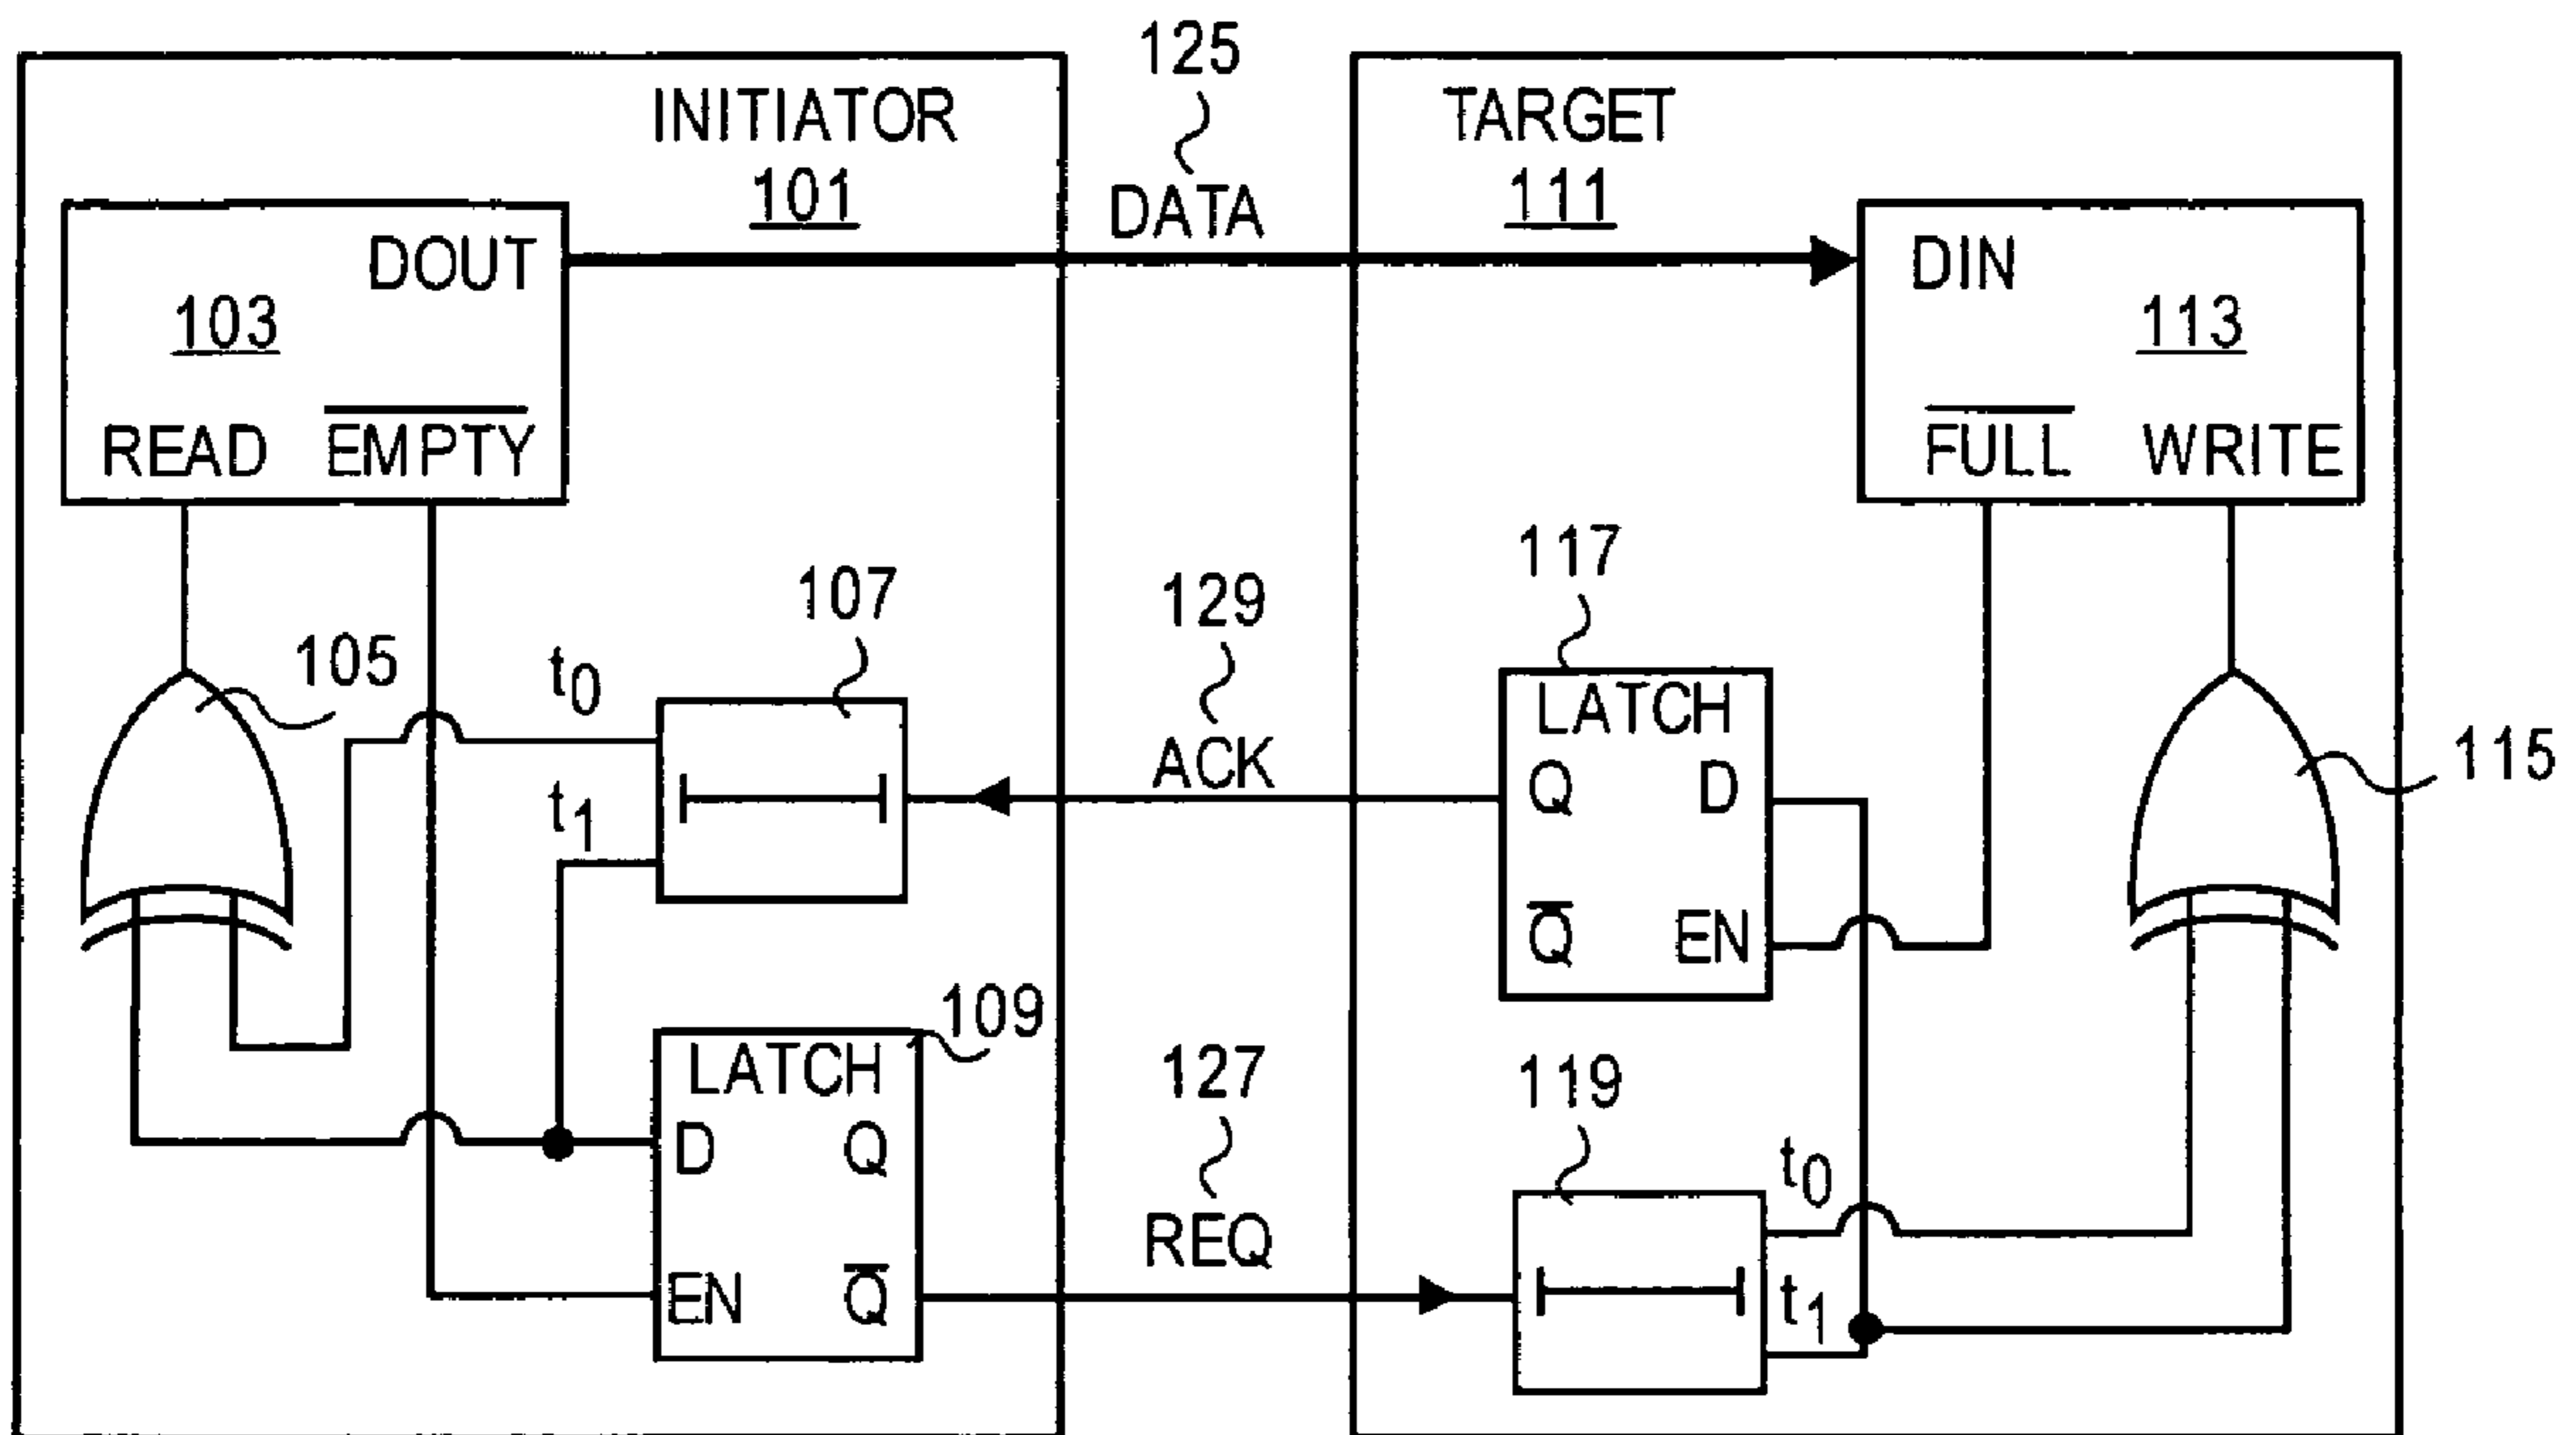 125
INITIATOR
101
DATA
TARGET
111
DOUT
103
READ
EMPTY
DIN
113
FULL
WRITE
105
t0
107
t1
129
ACK
117
LATCH
Q
D
Q
EN
115
109
LATCH
D
Q
EN
Q
127
REQ
119
t0
t1